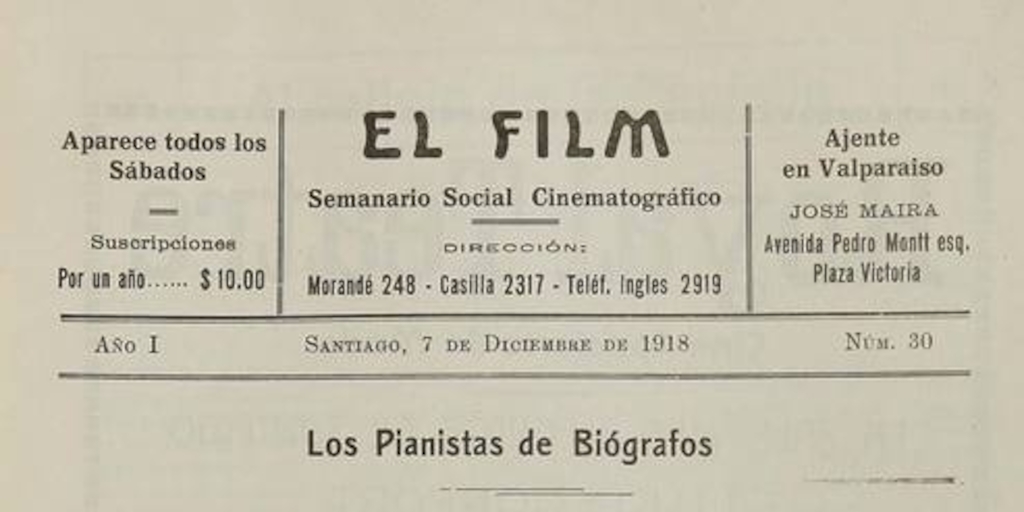 Aparece todos los
Sábados
Suscripciones
Por un año...... $ 10.00
EL FILM
Semanario Social Cinematográfico
DIRECCIÓN:
Morandé 248 - Casilla 2317 - Teléf. Ingles 2919
Ajente
en Valparaiso
JOSÉ MAIRA
Avenida Pedro Montt esq.
Plaza Victoria
Año I
Santiago, 7 de Diciembre de 1918
Núm. 30
Los Pianistas de Biógrafos